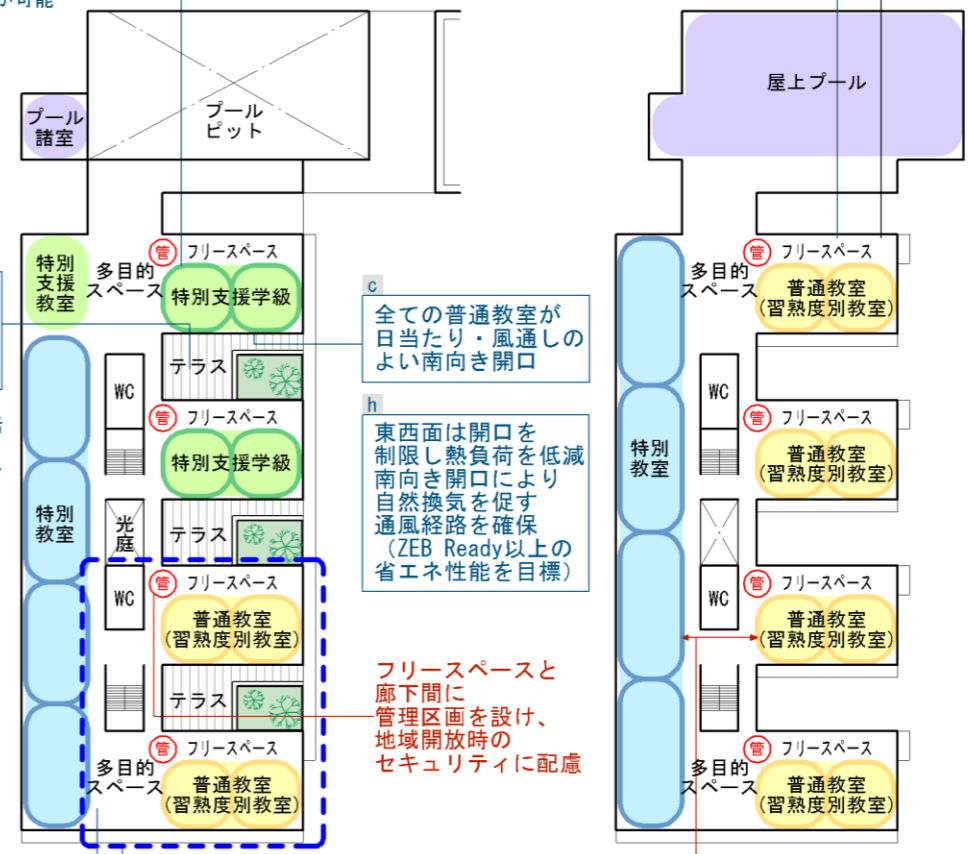 が可能
プール
ピット
プール
諸室
特別
支援
教室
多目的
スペース
管
フリースペース
特別支援学級
テラス
WC
管
フリースペース
特別支援学級
特別
教室
光庭
テラス
WC
管
フリースペース
普通教室
(習熟度別教室)
テラス
管
フリースペース
多目的
スペース
普通教室
(習熟度別教室)
c
全ての普通教室が
日当たり・風通しの
よい南向き開口
h
東西面は開口を
制限し熱負荷を低減
南向き開口により
自然換気を促す
通風経路を確保
(ZEB Ready以上の
省エネ性能を目標)
フリースペースと
廊下間に
管理区画を設け、
地域開放時の
セキュリティに配慮
屋上プール
管
フリースペース
多目的
スペース
普通教室
(習熟度別教室)
WC
管
フリースペース
特別
教室
普通教室
(習熟度別教室)
WC
管
フリースペース
普通教室
(習熟度別教室)
管
フリースペース
多目的
スペース
普通教室
(習熟度別教室)